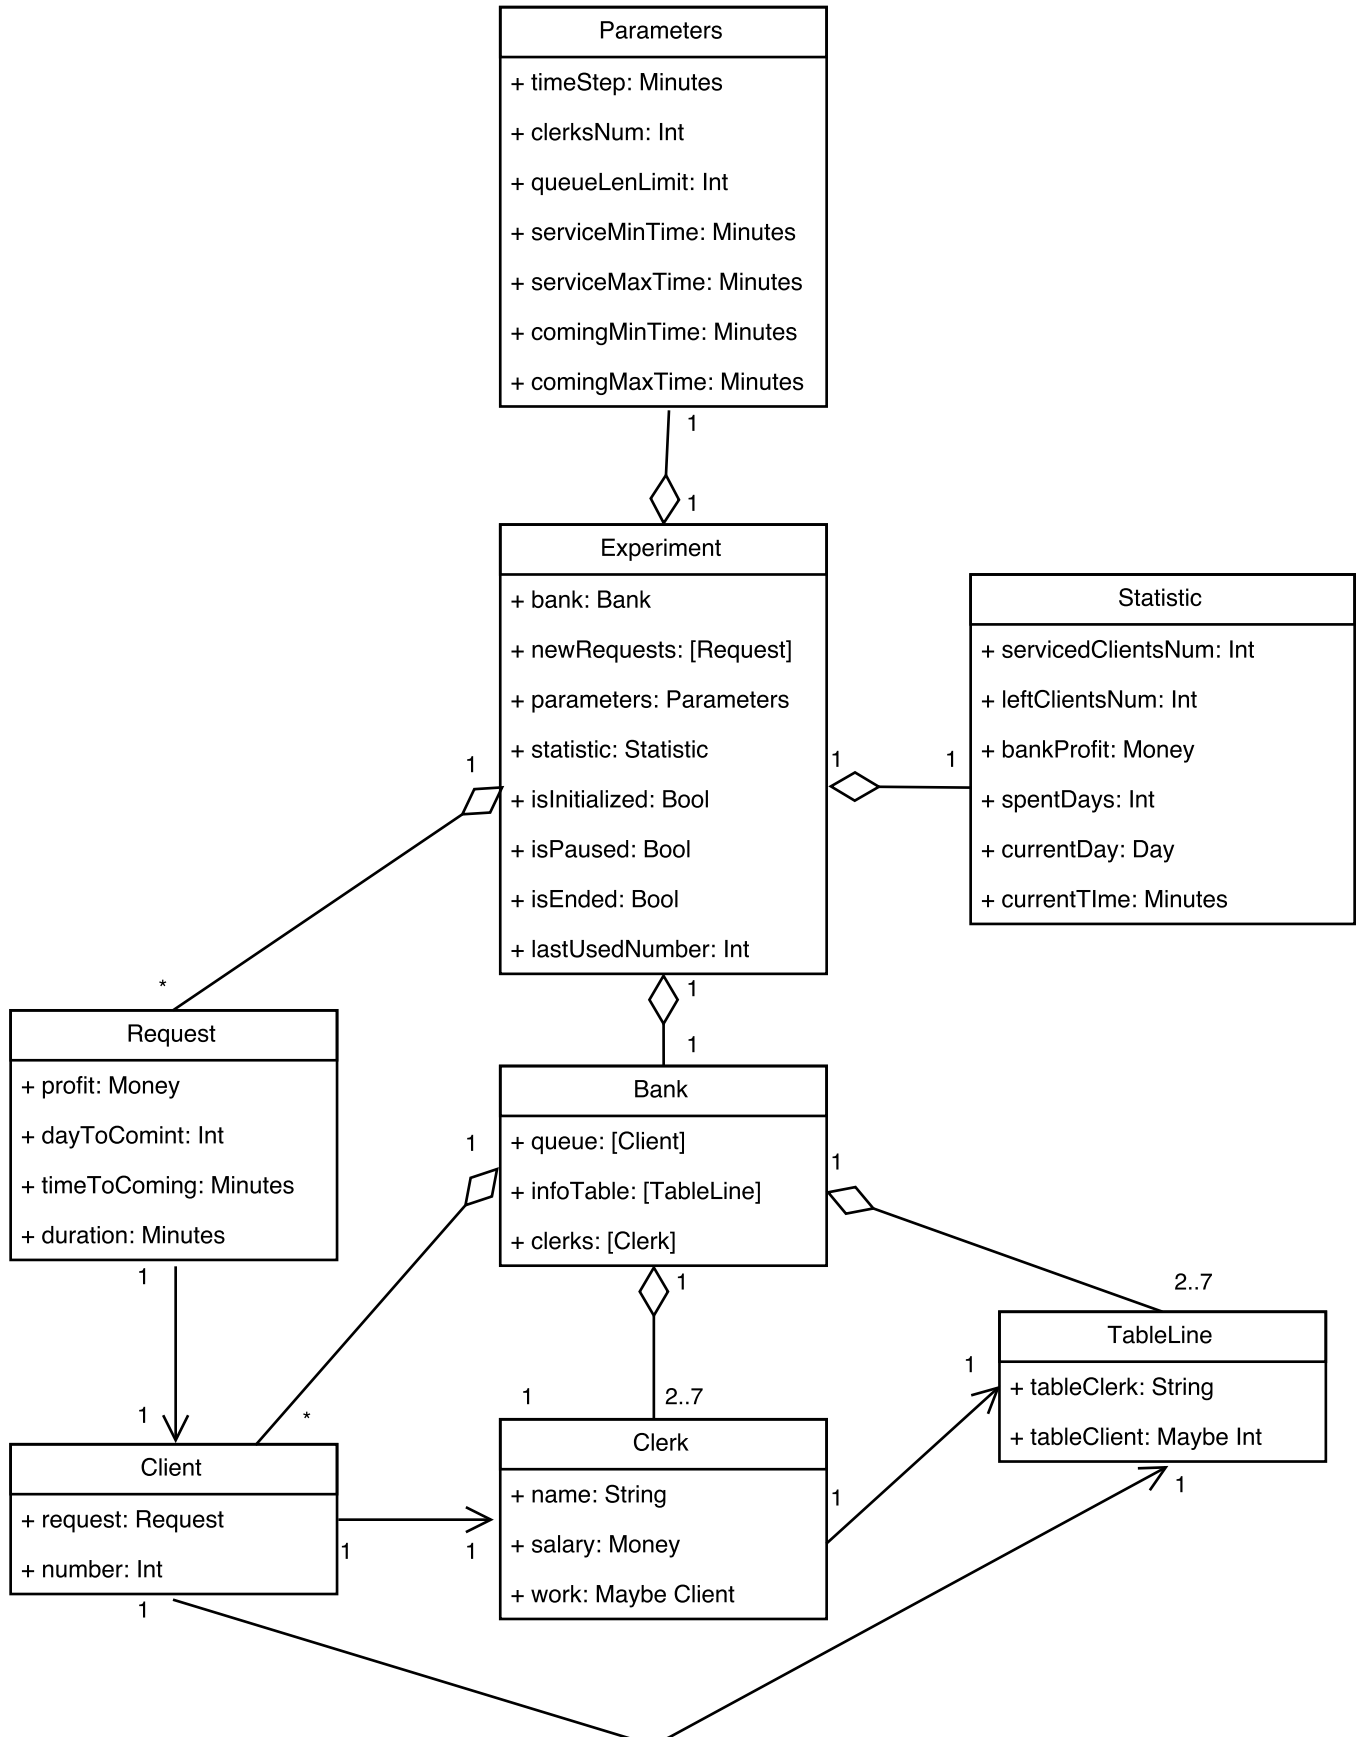 Parameters
+ timeStep: Minutes
+ clerksNum: Int
+ queueLenLimit: Int
+ serviceMinTime: Minutes
+ serviceMaxTime: Minutes
+ comingMinTime: Minutes
+ comingMaxTime: Minutes
1
1
Experiment
+ bank: Bank
+ newRequests: [Request]
+ parameters: Parameters
+ statistic: Statistic
+ isInitialized: Bool
+ isPaused: Bool
+ isEnded: Bool
+ lastUsedNumber: Int
1
1
1
Statistic
+ servicedClientsNum: Int
+ leftClientsNum: Int
+ bankProfit: Money
+ spentDays: Int
+ currentDay: Day
+ currentTIme: Minutes
*
1
1
Request
+ profit: Money
+ dayToComint: Int
+ timeToComing: Minutes
+ duration: Minutes
1
1
Bank
+ queue: [Client]
+ infoTable: [TableLine]
+ clerks: [Clerk]
1
1
1
2..7
TableLine
+ tableClerk: String
+ tableClient: Maybe Int
1
*
1
2..7
1
Client
+ request: Request
+ number: Int
1
1
1
Clerk
+ name: String
+ salary: Money
+ work: Maybe Client
1
1